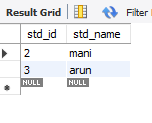 Result Grid Filter
std_id std_name
2 mani
3 arun
NULL NULL